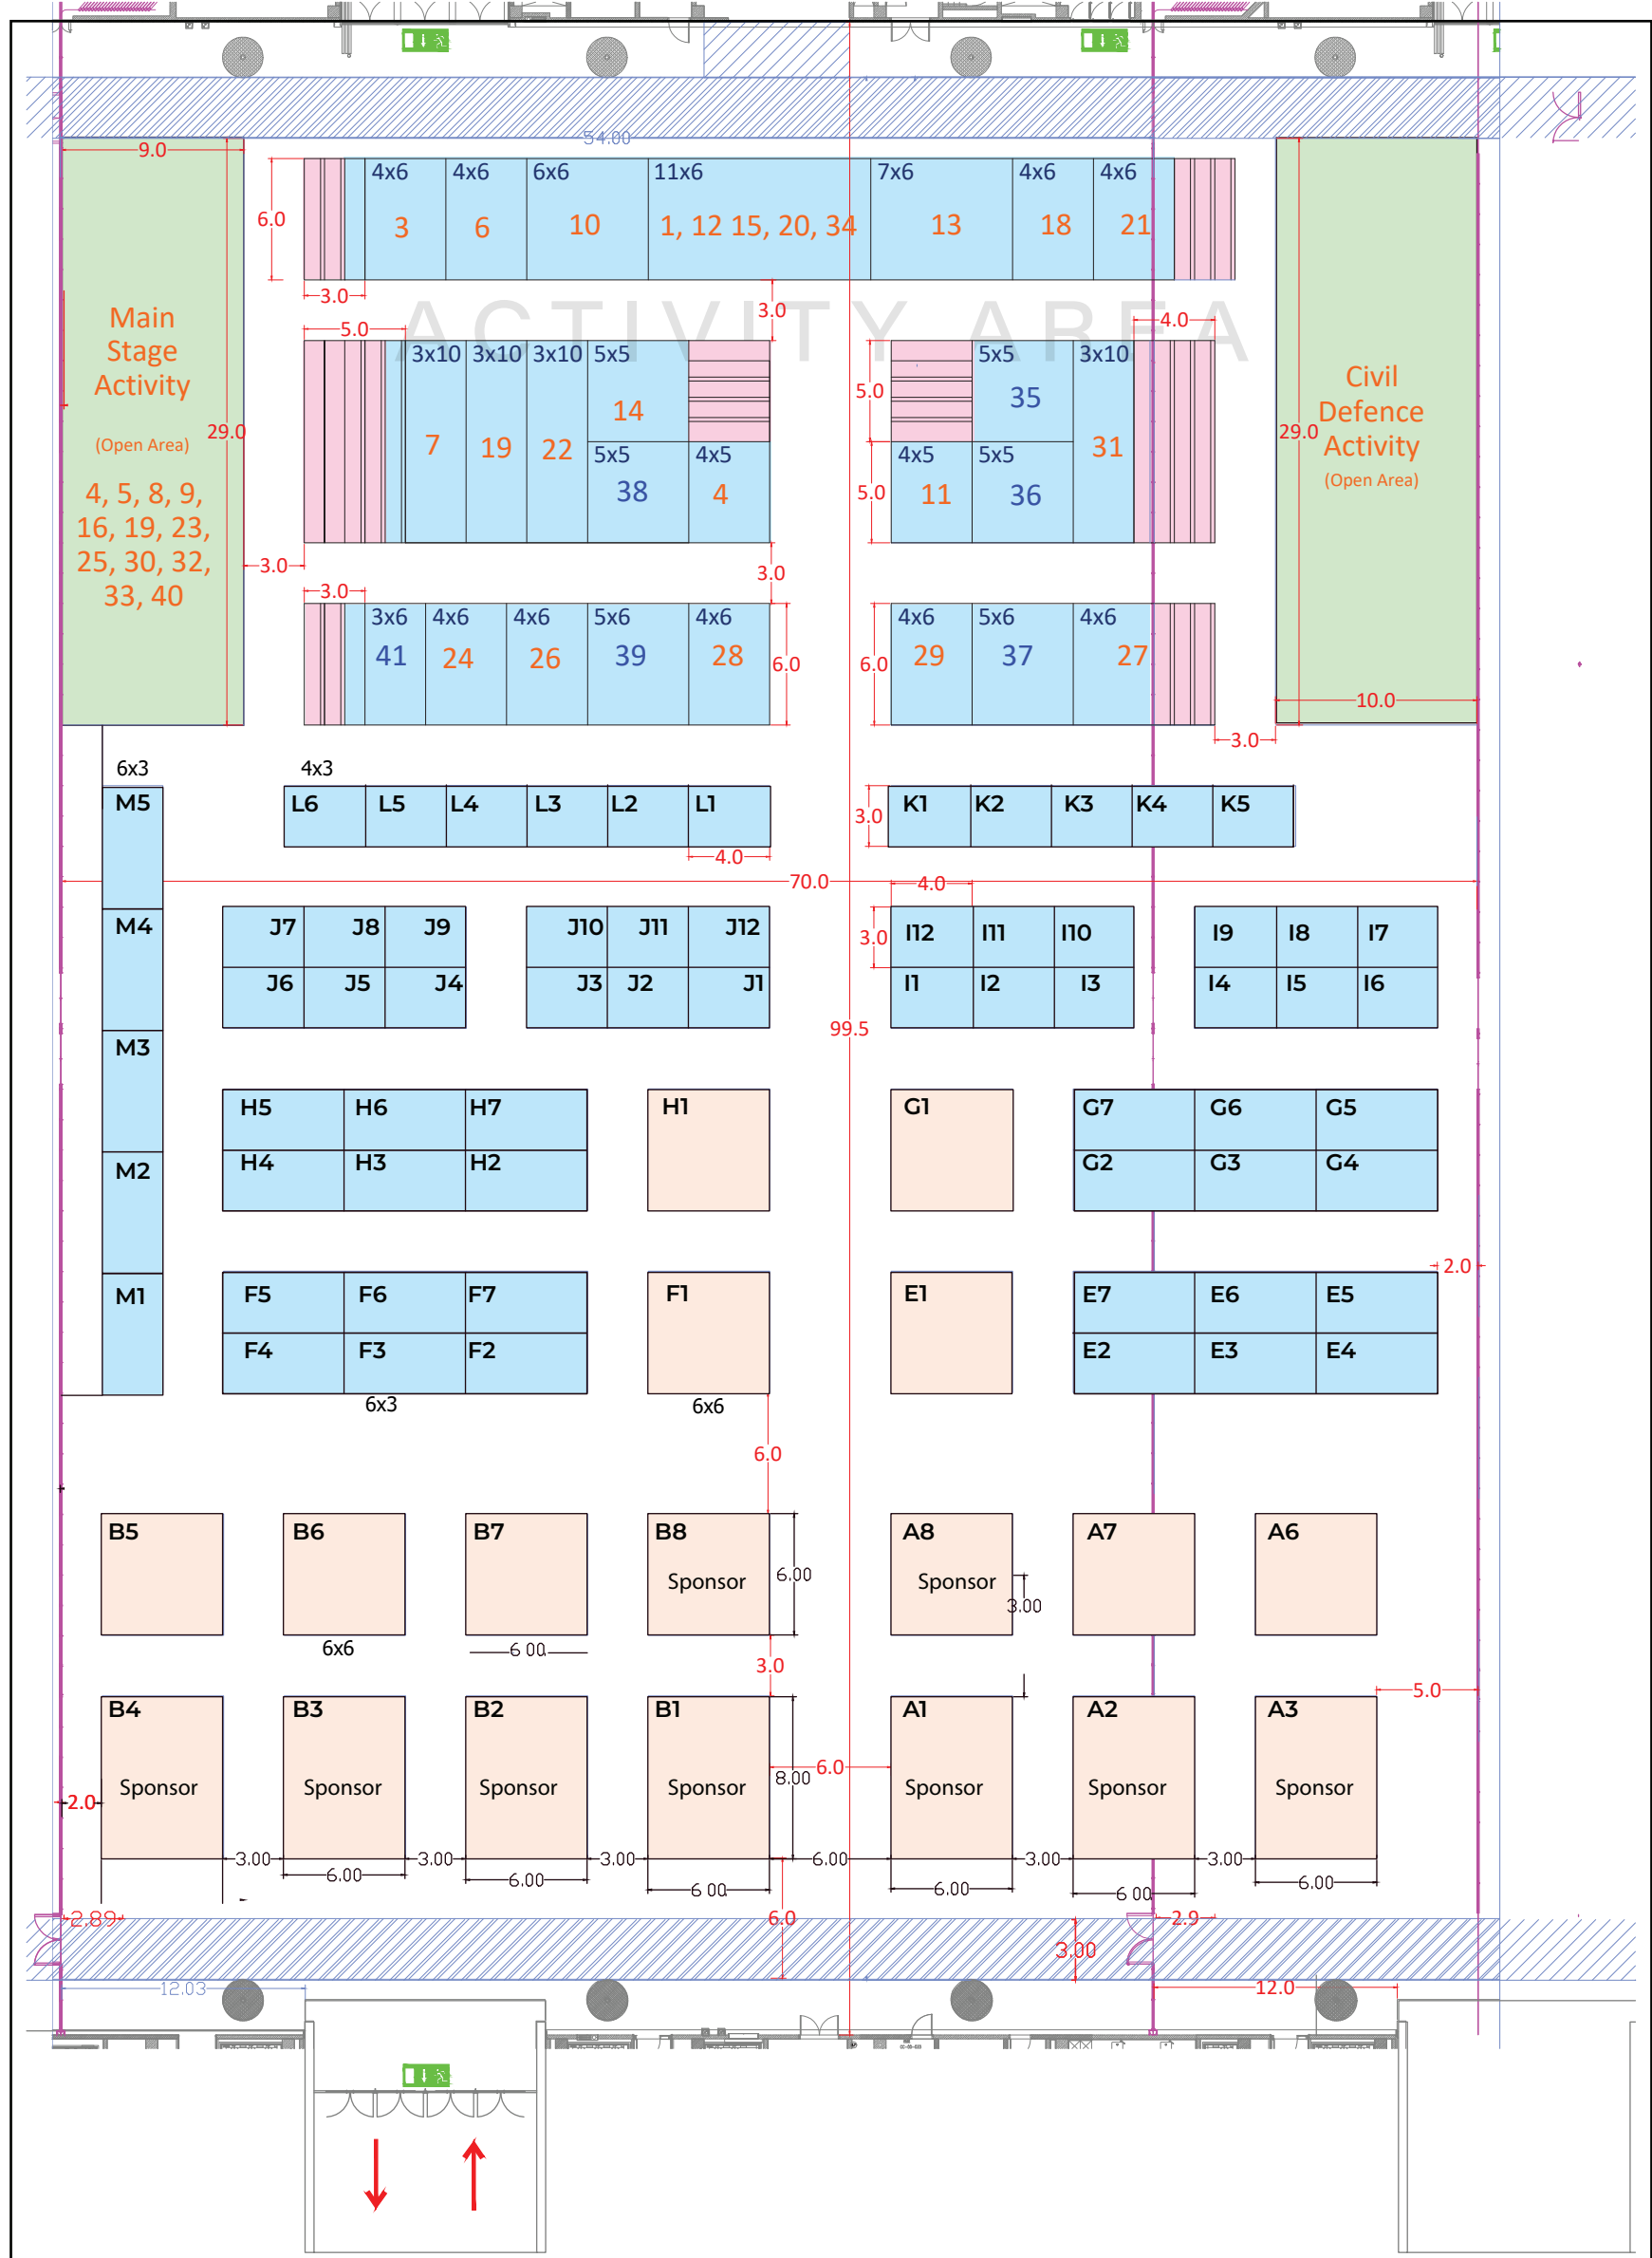 54.00
9.0
4x6 4x6 6x6 11x6 7x6 4x6 4x6
6.0 3 6 10 1, 12 15, 20, 34 13 18 21
3.0 3.0
ACTIVITY AREA
Main
Stage
Activity
(Open Area)
29.0
4, 5, 8, 9,
16, 19, 23,
25, 30, 32,
33, 40
5.0 4.0
3x10 3x10 3x10 5x5 5x5 3x10
5.0 35
14
7 19 22 31
5x5 4x5 4x5 5x5
38 4 5.0 11 36
Civil
Defence
Activity
(Open Area)
29.0
3.0 3.0
3.0
3x6 4x6 4x6 5x6 4x6 4x6 5x6 4x6
41 24 26 39 28 6.0 6.0 29 37 27
10.0
3.0
6x3 4x3
M5 L6 L5 L4 L3 L2 L1 K1 K2 K3 K4 K5
3.0
4.0
70.0 4.0
M4 J7 J8 J9 J10 J11 J12 3.0 I12 I11 I10 I9 I8 I7
J6 J5 J4 J3 J2 J1 I1 I2 I3 I4 I5 I6
99.5
M3
H5 H6 H7 H1 G1 G7 G6 G5
M2 H4 H3 H2 G2 G3 G4
2.0
M1 F5 F6 F7 F1 E1 E7 E6 E5
F4 F3 F2 E2 E3 E4
6x3 6x6
6.0
B5 B6 B7 B8 A8 A7 A6
Sponsor 6.00 Sponsor
3.00
6x6 6 00
3.0
5.0
B4 B3 B2 B1 A1 A2 A3
6.0
8.00
Sponsor Sponsor Sponsor Sponsor Sponsor Sponsor Sponsor
2.0
3.00 3.00 3.00 6.00 3.00 3.00
6.00 6.00 6 00 6.00 6 00 6.00
2.89 6.0 2.9
3.00
12.03 12.0